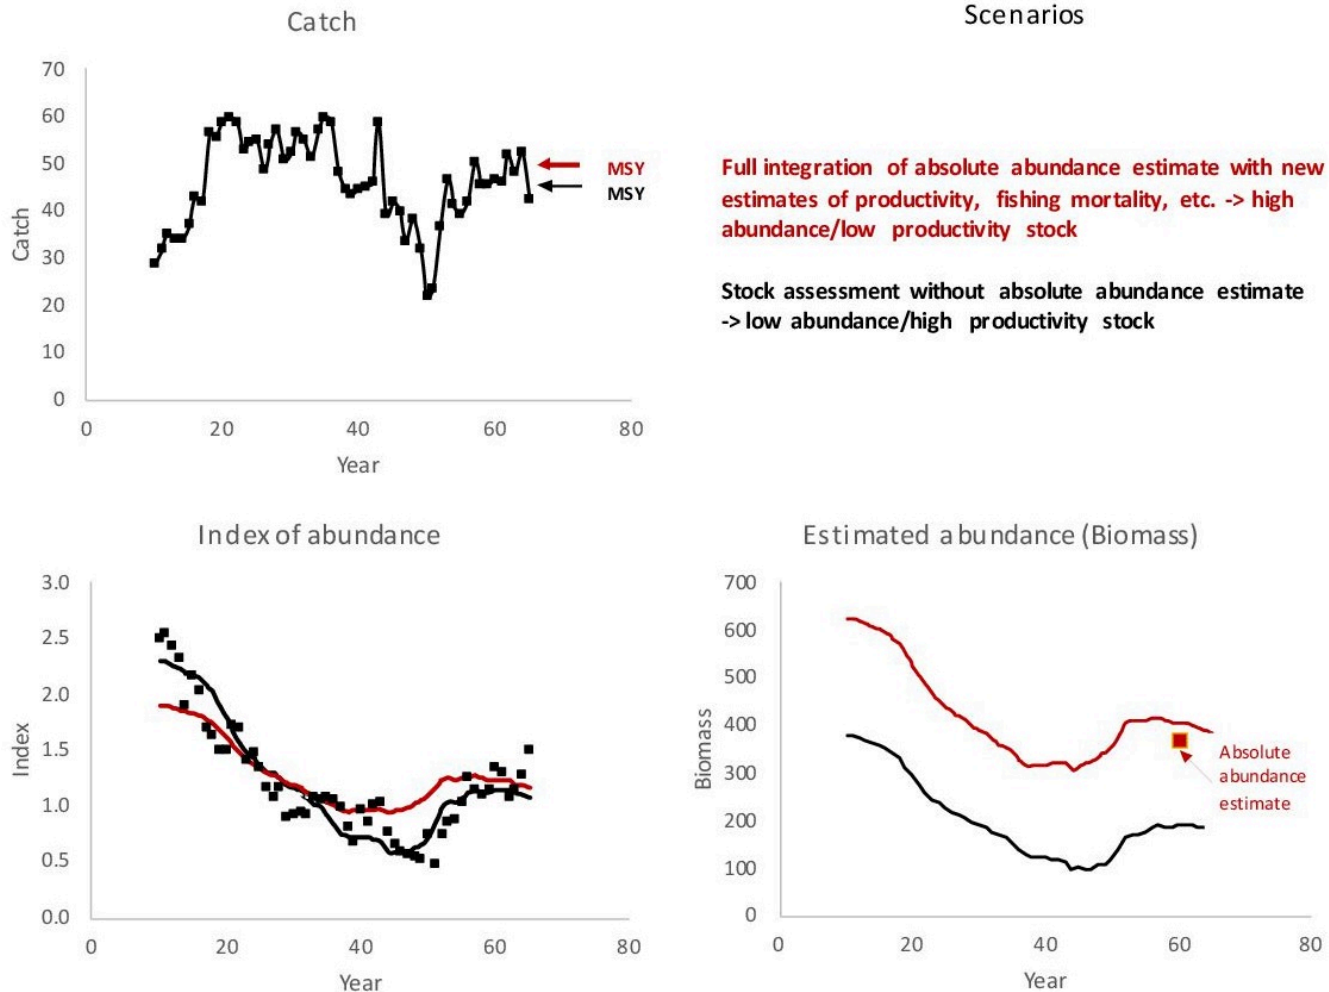 Catch
Scenarios
70
60
50
40
30
20
10
0
Catch
0
20
40
60
80
Year
MSY
MSY
Full integration of absolute abundance estimate with new
estimates of productivity, fishing mortality, etc. -> high
abundance/low productivity stock
Stock assessment without absolute abundance estimate
-> low abundance/high productivity stock
Index of abundance
3.0
2.5
2.0
1.5
1.0
0.5
0.0
Index
0
20
40
60
80
Year
Estimated abundance (Biomass)
700
600
500
400
300
200
100
0
Biomass
0
20
40
60
80
Year
Absolute
abundance
estimate